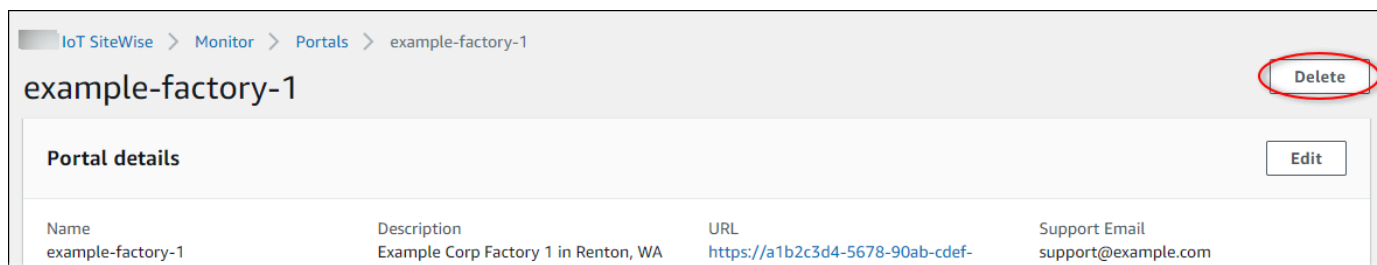 IoT SiteWise > Monitor > Portals > example-factory-1
example-factory-1
Delete
Portal details
Edit
Name Description URL Support Email
example-factory-1 Example Corp Factory 1 in Renton, WA https://a1b2c3d4-5678-90ab-cdef- support@example.com